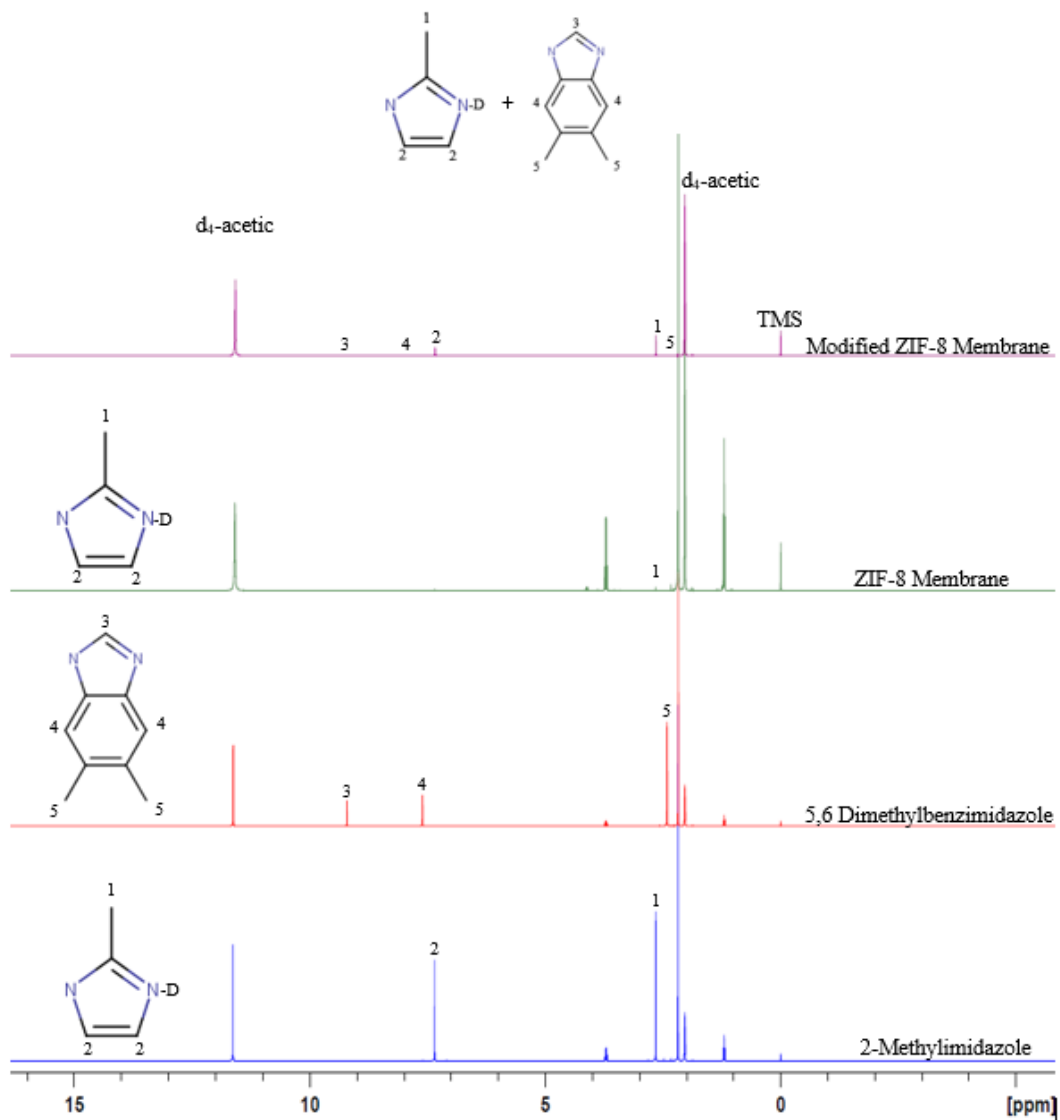 1
3
N
N-D
+
N
N
2
2
4
4
5
5
d₄-acetic
d₄-acetic
3
4
2
1
5
TMS
Modified ZIF-8 Membrane
1
N
N-D
2
2
1
ZIF-8 Membrane
3
N
N
4
4
5
5
3
4
5
5,6 Dimethylbenzimidazole
1
N
N-D
2
2
2
1
2-Methylimidazole
15
10
5
0
[ppm]